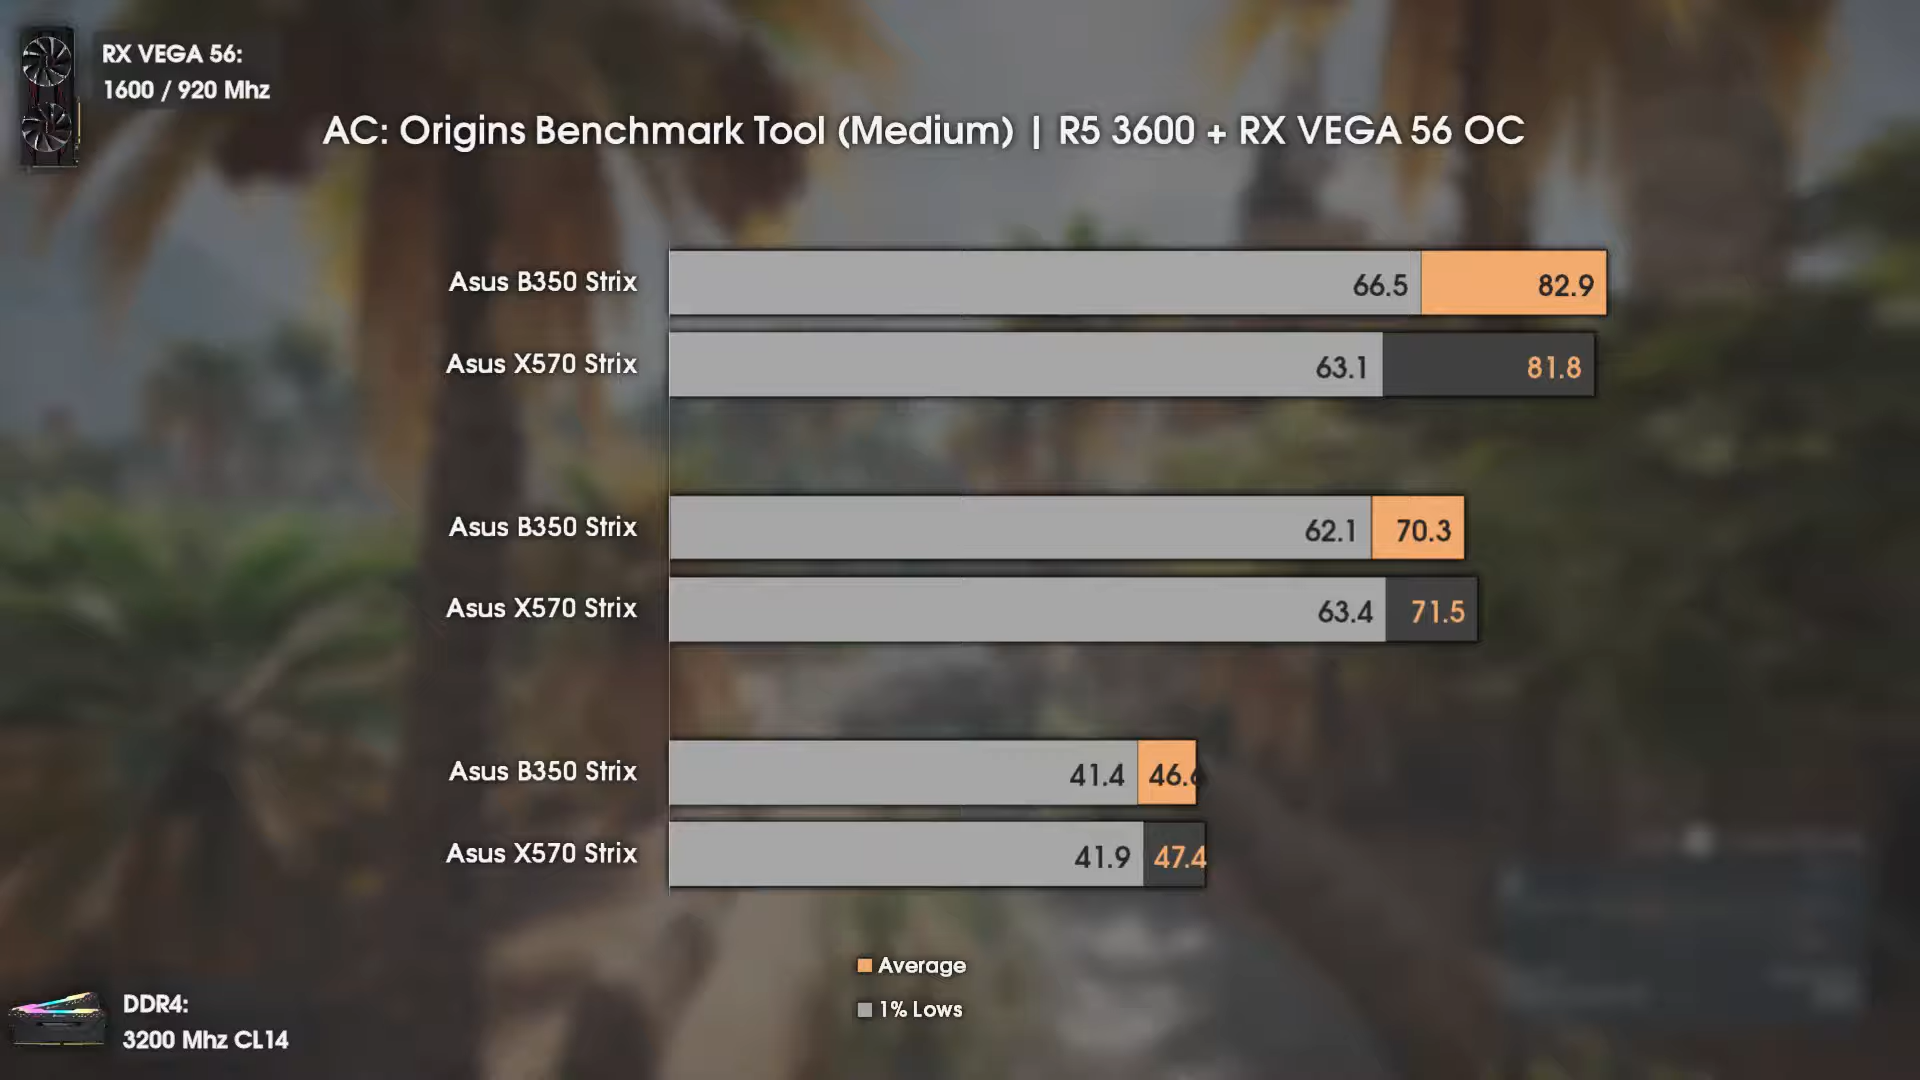 RX VEGA 56:
1600 / 920 Mhz
AC: Origins Benchmark Tool (Medium) | R5 3600 + RX VEGA 56 OC
Asus B350 Strix 66.5 82.9
Asus X570 Strix 63.1 81.8
Asus B350 Strix 62.1 70.3
Asus X570 Strix 63.4 71.5
Asus B350 Strix 41.4 46.6
Asus X570 Strix 41.9 47.4
Average
1% Lows
DDR4:
3200 Mhz CL14